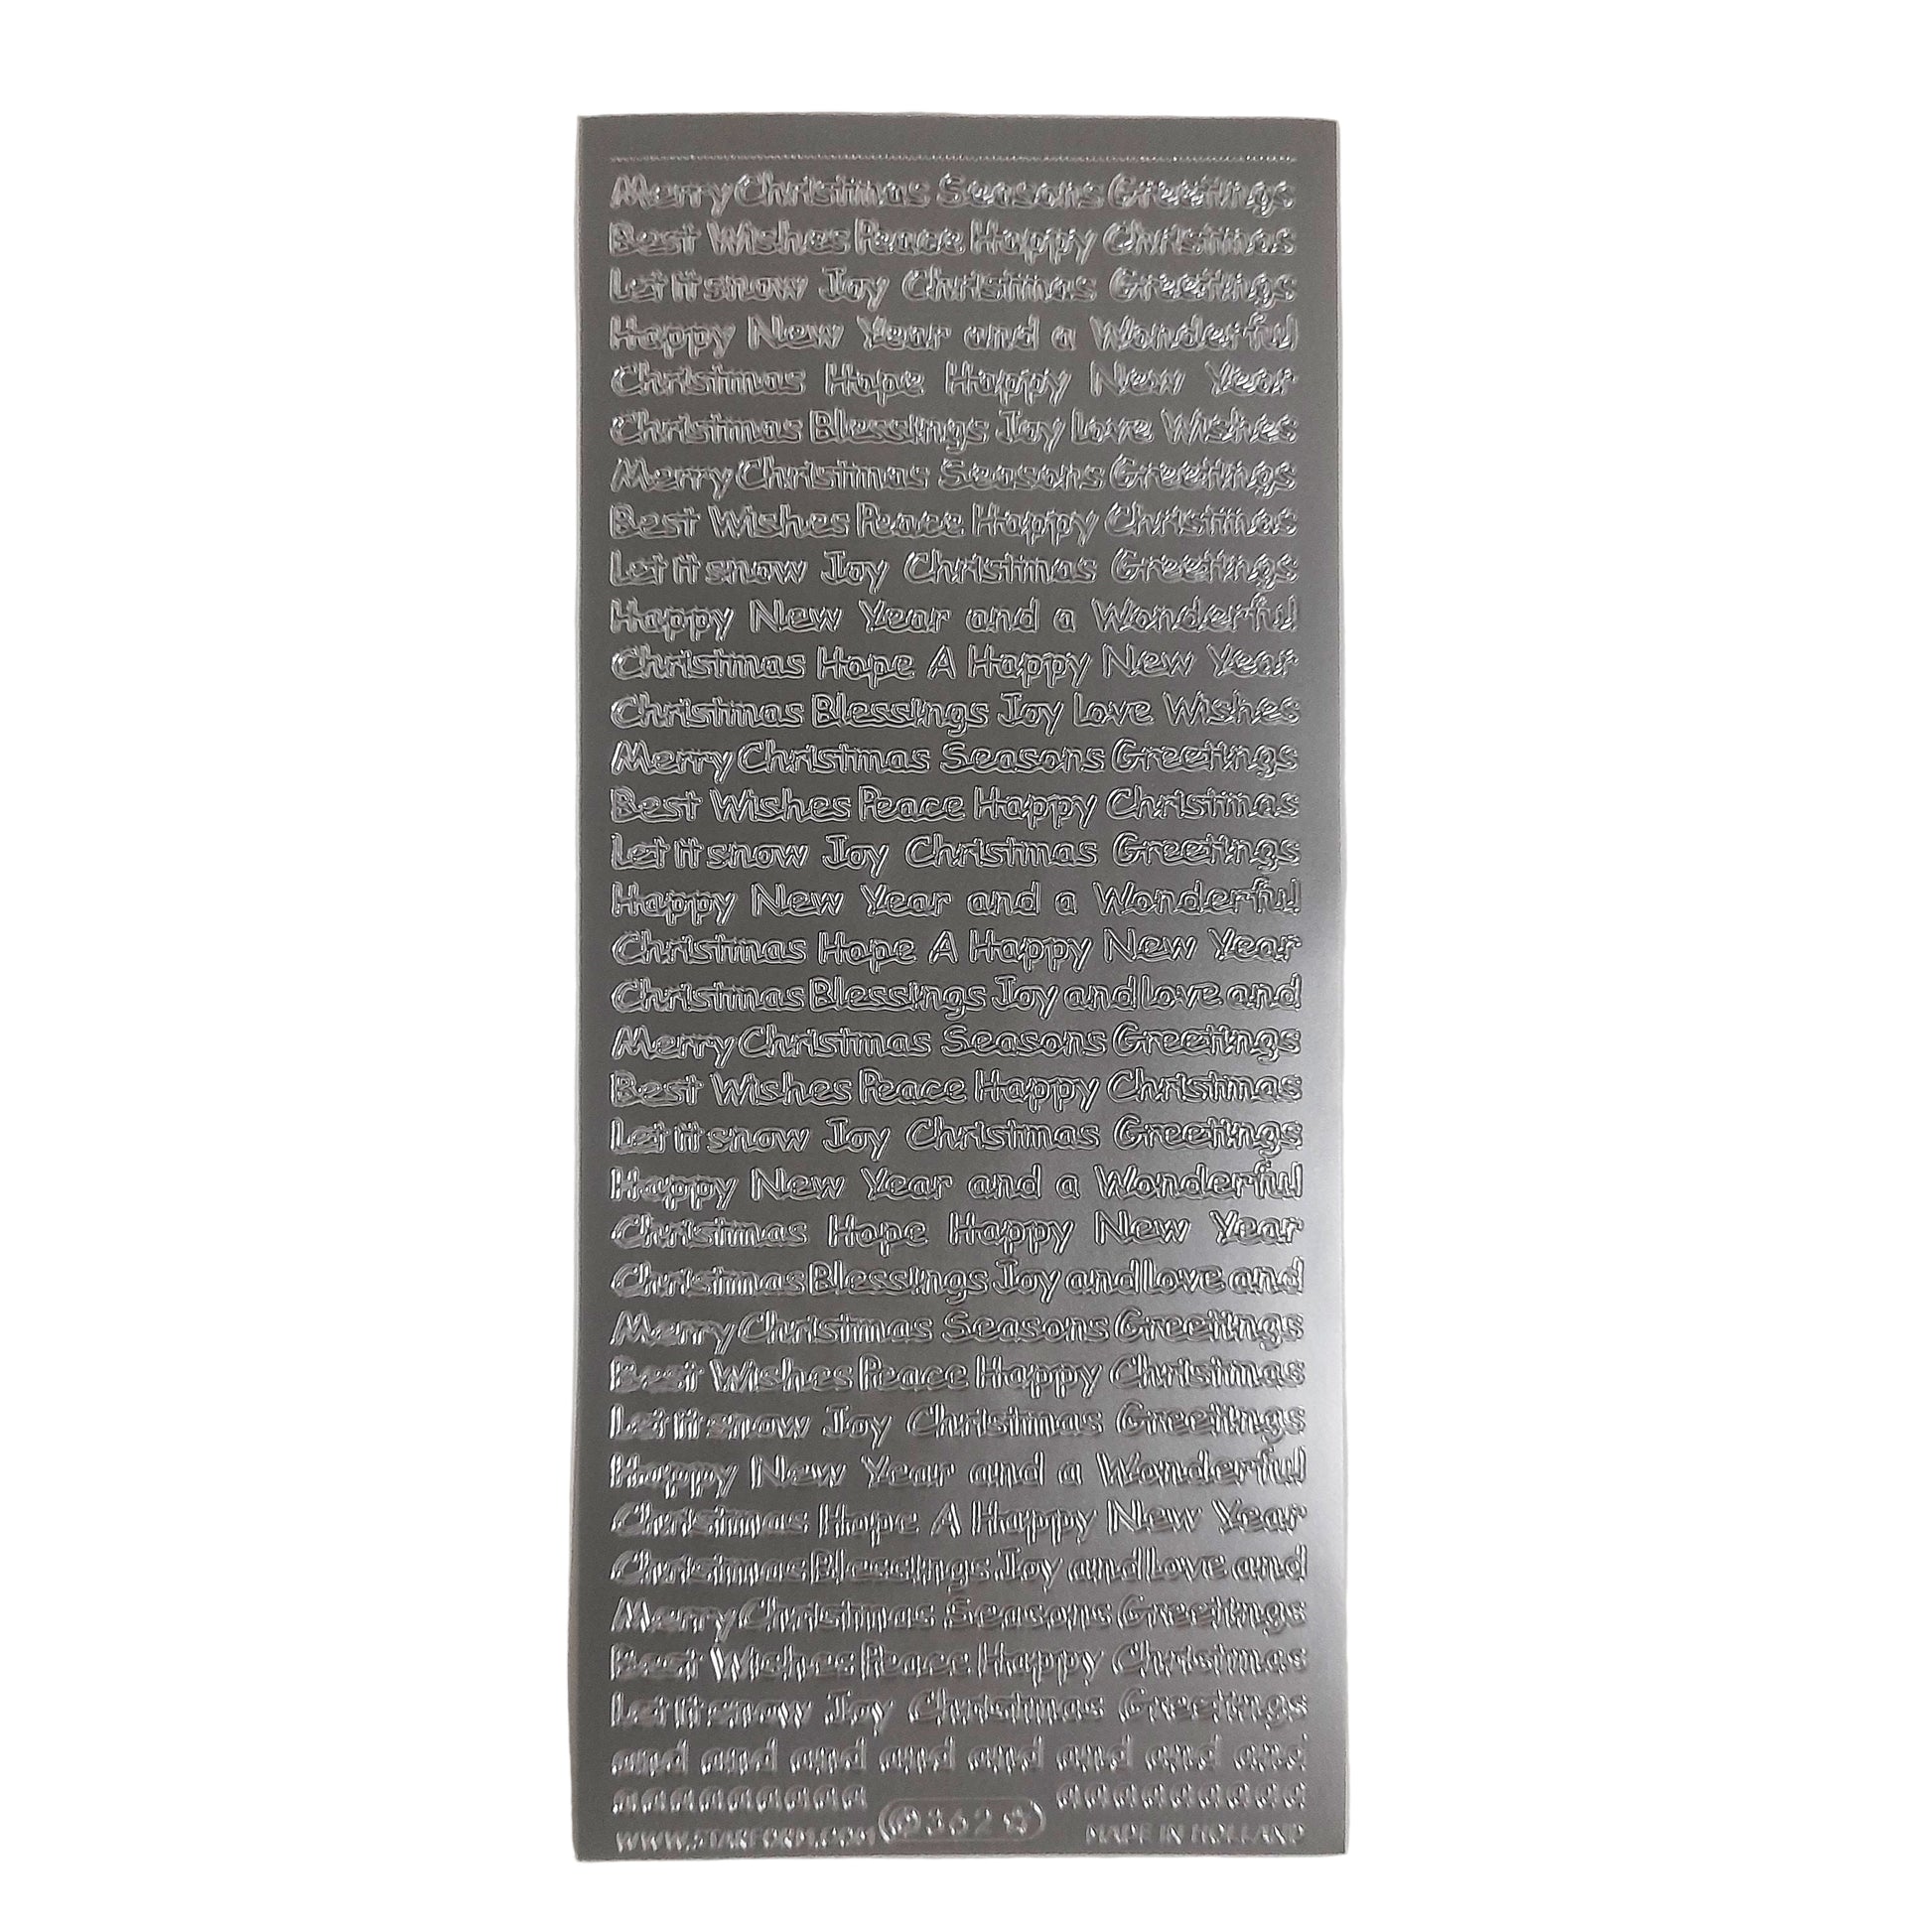 Merry Christmas Seasons Greetings
Best Wishes Peace Happy Christmas
Let it snow Joy Christmas Greetings
Happy New Year and a Wonderful
Christmas Hope Happy New Year
Christmas Blessings Joy Love Wishes
Merry Christmas Seasons Greetings
Best Wishes Peace Happy Christmas
Let it snow Joy Christmas Greetings
Happy New Year and a Wonderful
Christmas Hope A Happy New Year
Christmas Blessings Joy Love Wishes
Merry Christmas Seasons Greetings
Best Wishes Peace Happy Christmas
Let it snow Joy Christmas Greetings
Happy New Year and a Wonderful
Christmas Hope A Happy New Year
Christmas Blessings Joy and love and
Merry Christmas Seasons Greetings
Best Wishes Peace Happy Christmas
Let it snow Joy Christmas Greetings
Happy New Year and a Wonderful
Christmas Hope Happy New Year
Christmas Blessings Joy and love and
Merry Christmas Seasons Greetings
Best Wishes Peace Happy Christmas
Let it snow Joy Christmas Greetings
Happy New Year and a Wonderful
Christmas Hope A Happy New Year
Christmas Blessings Joy and love and
Merry Christmas Seasons Greetings
Best Wishes Peace Happy Christmas
Let it snow Joy Christmas Greetings
and and and and and and and and
a a a a a a a a a a a a a a a a a a
WWW.STARFORM.COM © 362 MADE IN HOLLAND